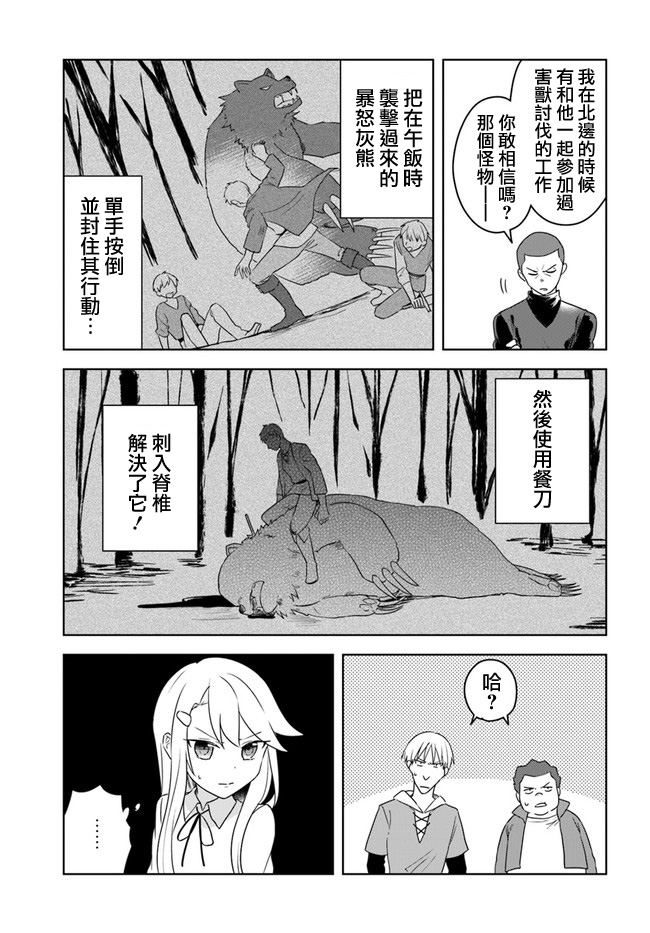 我在北邊的時候
有和他一起參加過
害獸討伐的工作
你敢相信嗎?
那個怪物——
把在午飯時
襲擊過來的
暴怒灰熊
單手按倒
並封住其行動…
然後使用餐刀
刺入脊椎
解決了它!
哈?
……